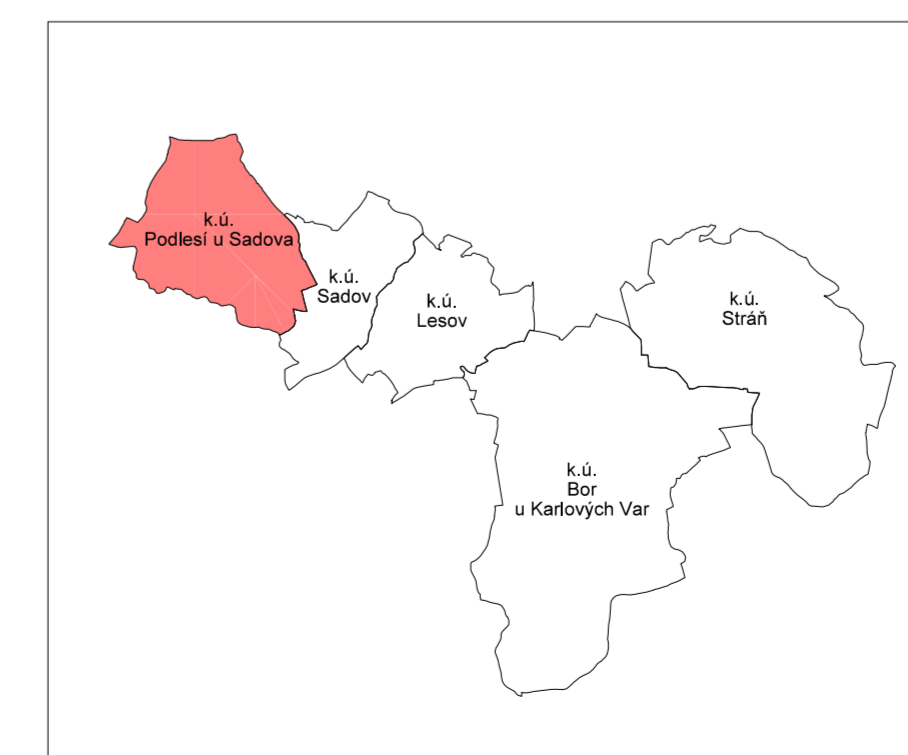 k.ú.
Podlesí u Sadova
k.ú.
Sadov
k.ú.
Lesov
k.ú.
Stráň
k.ú.
Bor
u Karlových Var